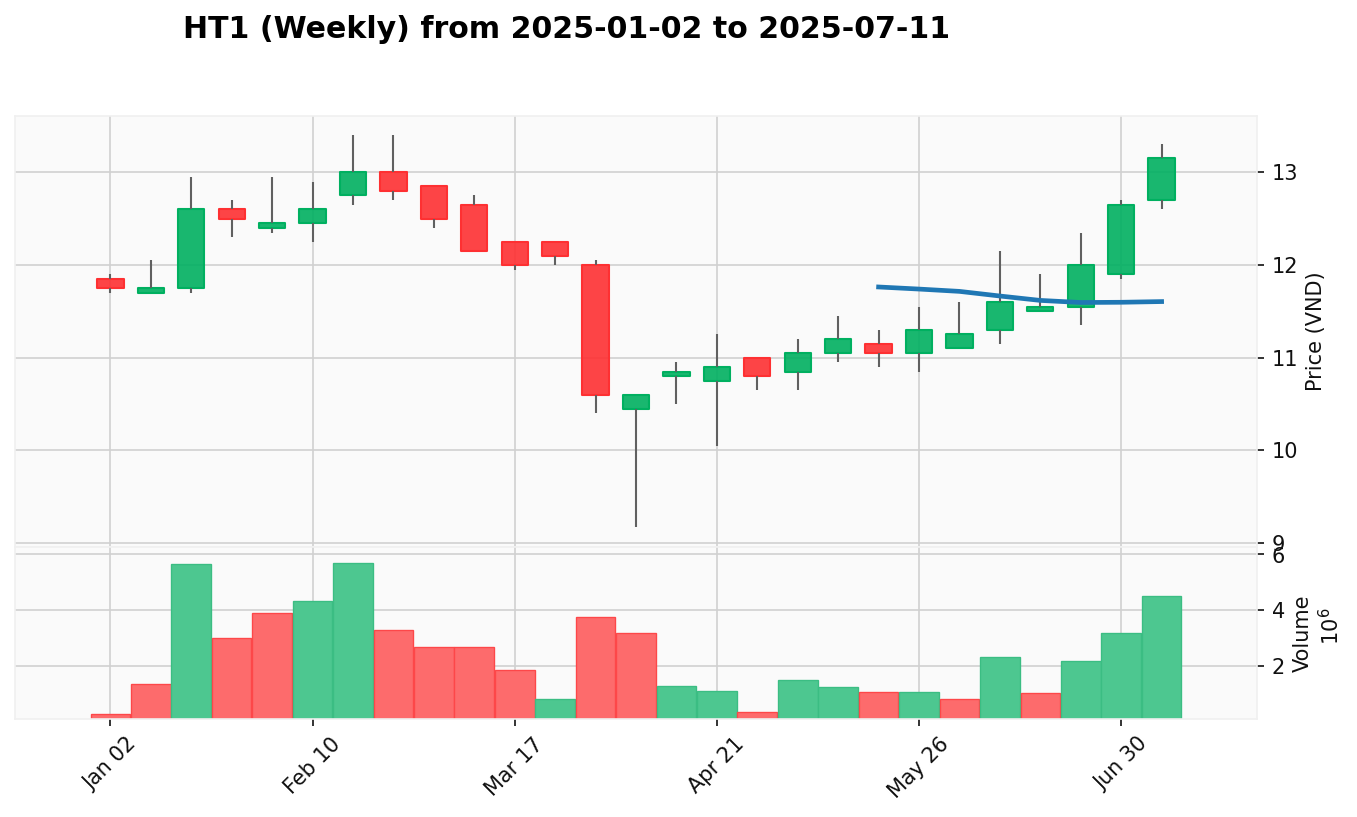 HT1 (Weekly) from 2025-01-02 to 2025-07-11
13
12
11
10
9
Price (VND)
6
4
2
Volume
10⁶
Jan 02
Feb 10
Mar 17
Apr 21
May 26
Jun 30